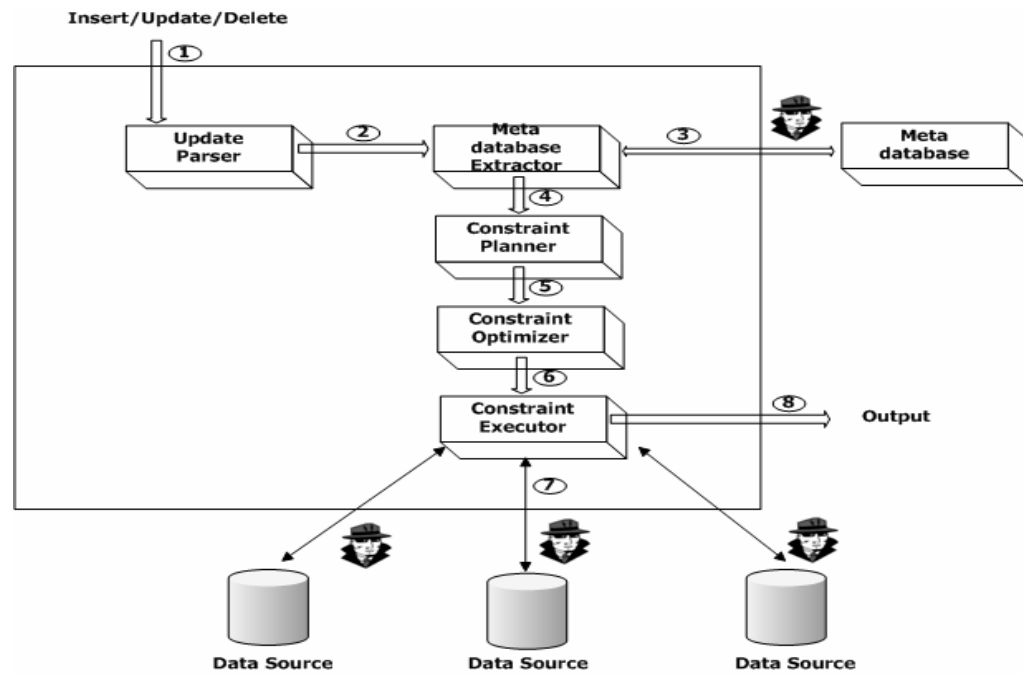 Insert/Update/Delete
1
Update
Parser
2
Meta
database
Extractor
3
Meta
database
4
Constraint
Planner
5
Constraint
Optimizer
6
Constraint
Executor
8
Output
7
Data Source
Data Source
Data Source